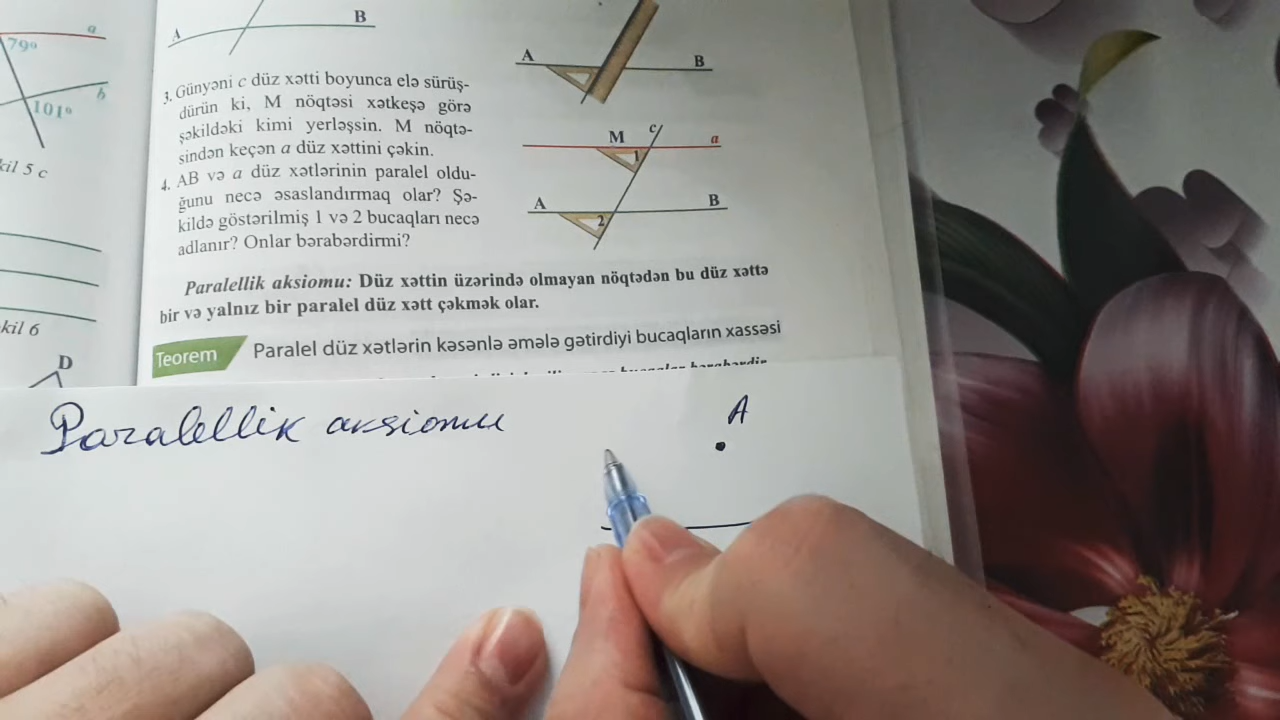 a
79º
b
101º
kil 5 c
kil 6
D
A
B
3. Günyəni c düz xətti boyunca elə sürüş-
dürün ki, M nöqtəsi xətkeşə görə
şəkildəki kimi yerləşsin. M nöqtə-
sindən keçən a düz xəttini çəkin.
4. AB və a düz xətlərinin paralel oldu-
ğunu necə əsaslandırmaq olar? Şə-
kildə göstərilmiş 1 və 2 bucaqları necə
adlanır? Onlar bərabərdirmi?
A
B
M
c
a
1
A
B
2
Paralellik aksiomu: Düz xəttin üzərində olmayan nöqtədən bu düz xəttə
bir və yalnız bir paralel düz xətt çəkmək olar.
Teorem
Paralel düz xətlərin kəsənlə əmələ gətirdiyi bucaqların xassəsi
Paralellik aksiomu
A